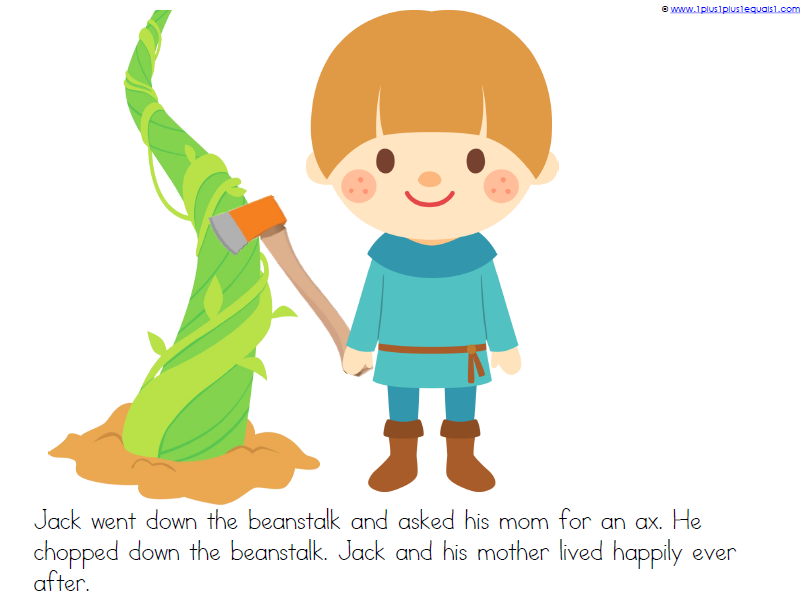 © www.1plus1plus1equals1.com
Jack went down the beanstalk and asked his mom for an ax. He
chopped down the beanstalk. Jack and his mother lived happily ever
after.